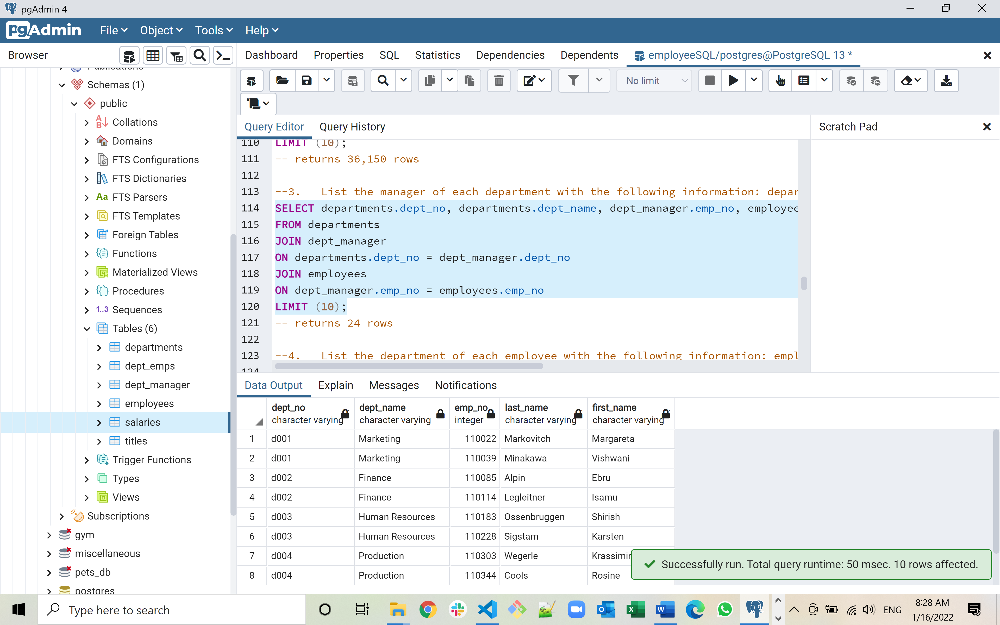 pgAdmin 4
pgAdmin File Object Tools Help
Browser
Dashboard Properties SQL Statistics Dependencies Dependents employeeSQL/postgres@PostgreSQL 13 *
No limit
Publications
Schemas (1)
public
Collations
Domains
FTS Configurations
FTS Dictionaries
Aa FTS Parsers
FTS Templates
Foreign Tables
Functions
Materialized Views
Procedures
1..3 Sequences
Tables (6)
departments
dept_emps
dept_manager
employees
salaries
titles
Trigger Functions
Types
Views
Subscriptions
gym
miscellaneous
pets_db
postgres
Query Editor Query History
Scratch Pad
110 LIMIT (10);
111 -- returns 36,150 rows
112
113 --3. List the manager of each department with the following information: depar
114 SELECT departments.dept_no, departments.dept_name, dept_manager.emp_no, employee
115 FROM departments
116 JOIN dept_manager
117 ON departments.dept_no = dept_manager.dept_no
118 JOIN employees
119 ON dept_manager.emp_no = employees.emp_no
120 LIMIT (10);
121 -- returns 24 rows
122
123 --4. List the department of each employee with the following information: empl
124
Data Output Explain Messages Notifications
dept_no dept_name emp_no last_name first_name
character varying character varying integer character varying character varying
1 d001 Marketing 110022 Markovitch Margareta
2 d001 Marketing 110039 Minakawa Vishwani
3 d002 Finance 110085 Alpin Ebru
4 d002 Finance 110114 Legleitner Isamu
5 d003 Human Resources 110183 Ossenbruggen Shirish
6 d003 Human Resources 110228 Sigstam Karsten
7 d004 Production 110303 Wegerle Krassimir
8 d004 Production 110344 Cools Rosine
Successfully run. Total query runtime: 50 msec. 10 rows affected.
Type here to search
ENG
8:28 AM
1/16/2022